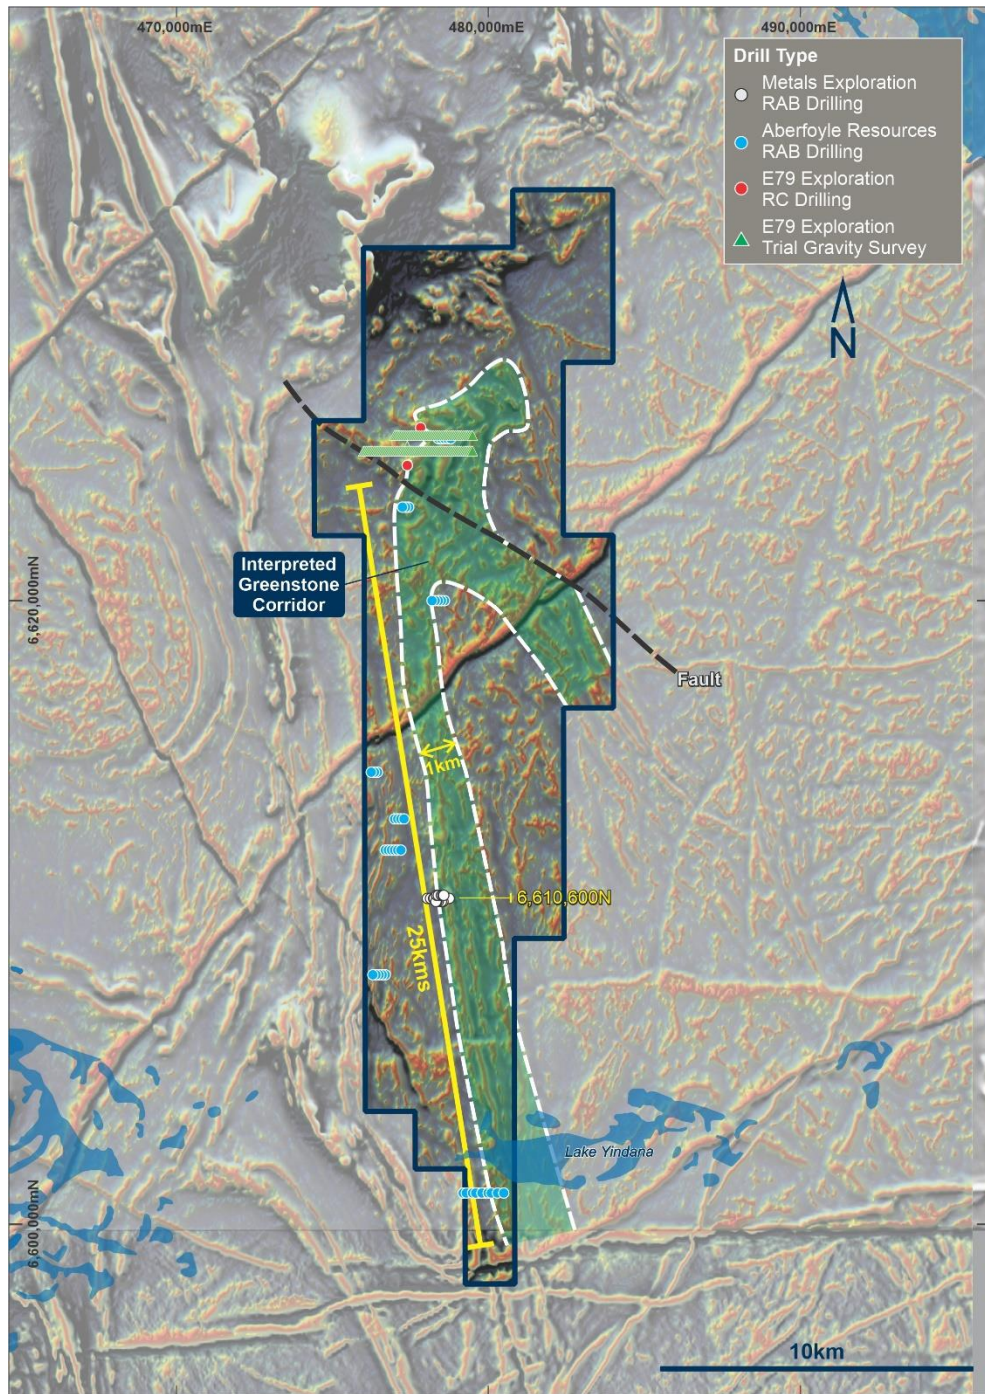 470,000mE
480,000mE
490,000mE
Drill Type
Metals Exploration
RAB Drilling
Aberfoyle Resources
RAB Drilling
E79 Exploration
RC Drilling
E79 Exploration
Trial Gravity Survey
N
Interpreted
Greenstone
Corridor
6,620,000mN
Fault
1km
6,610,600N
25kms
Lake Yindana
6,600,000mN
10km